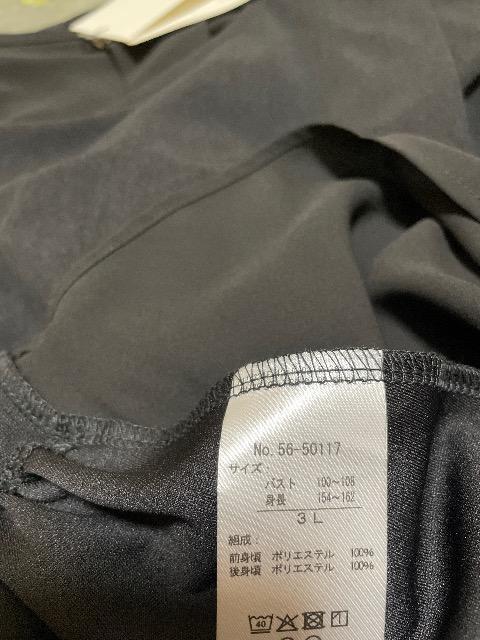 No. 56-50117
サイズ:
バスト 100~108
身長 154~162
3L
組成:
前身頃 ポリエステル 100%
後身頃 ポリエステル 100%
40